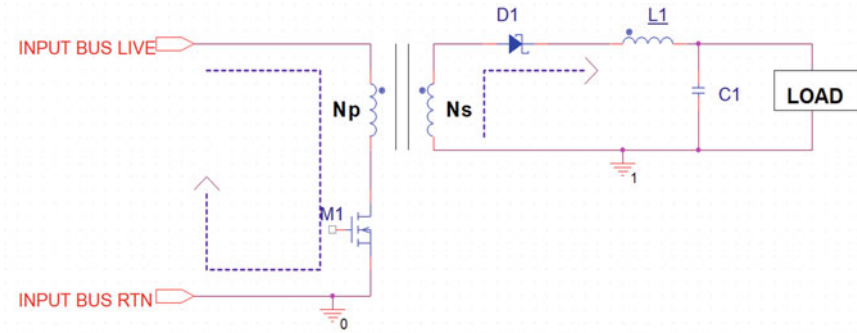 D1
L1
INPUT BUS LIVE
Np
Ns
C1
LOAD
1
M1
INPUT BUS RTN
0